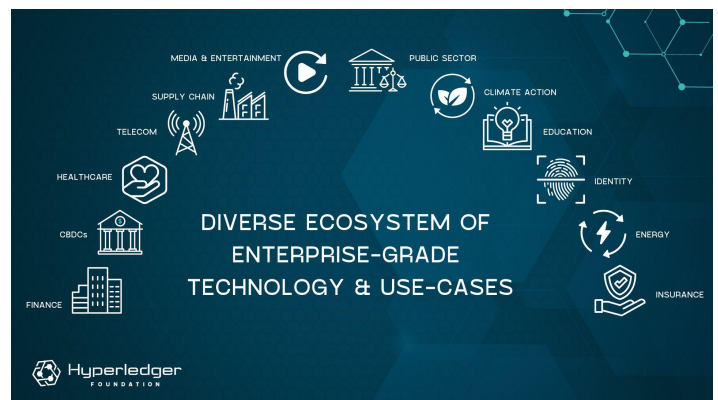 MEDIA & ENTERTAINMENT
PUBLIC SECTOR
SUPPLY CHAIN
CLIMATE ACTION
TELECOM
EDUCATION
HEALTHCARE
IDENTITY
CBDCs
$
ENERGY
FINANCE
INSURANCE
DIVERSE ECOSYSTEM OF
ENTERPRISE-GRADE
TECHNOLOGY & USE-CASES
Hyperledger
FOUNDATION